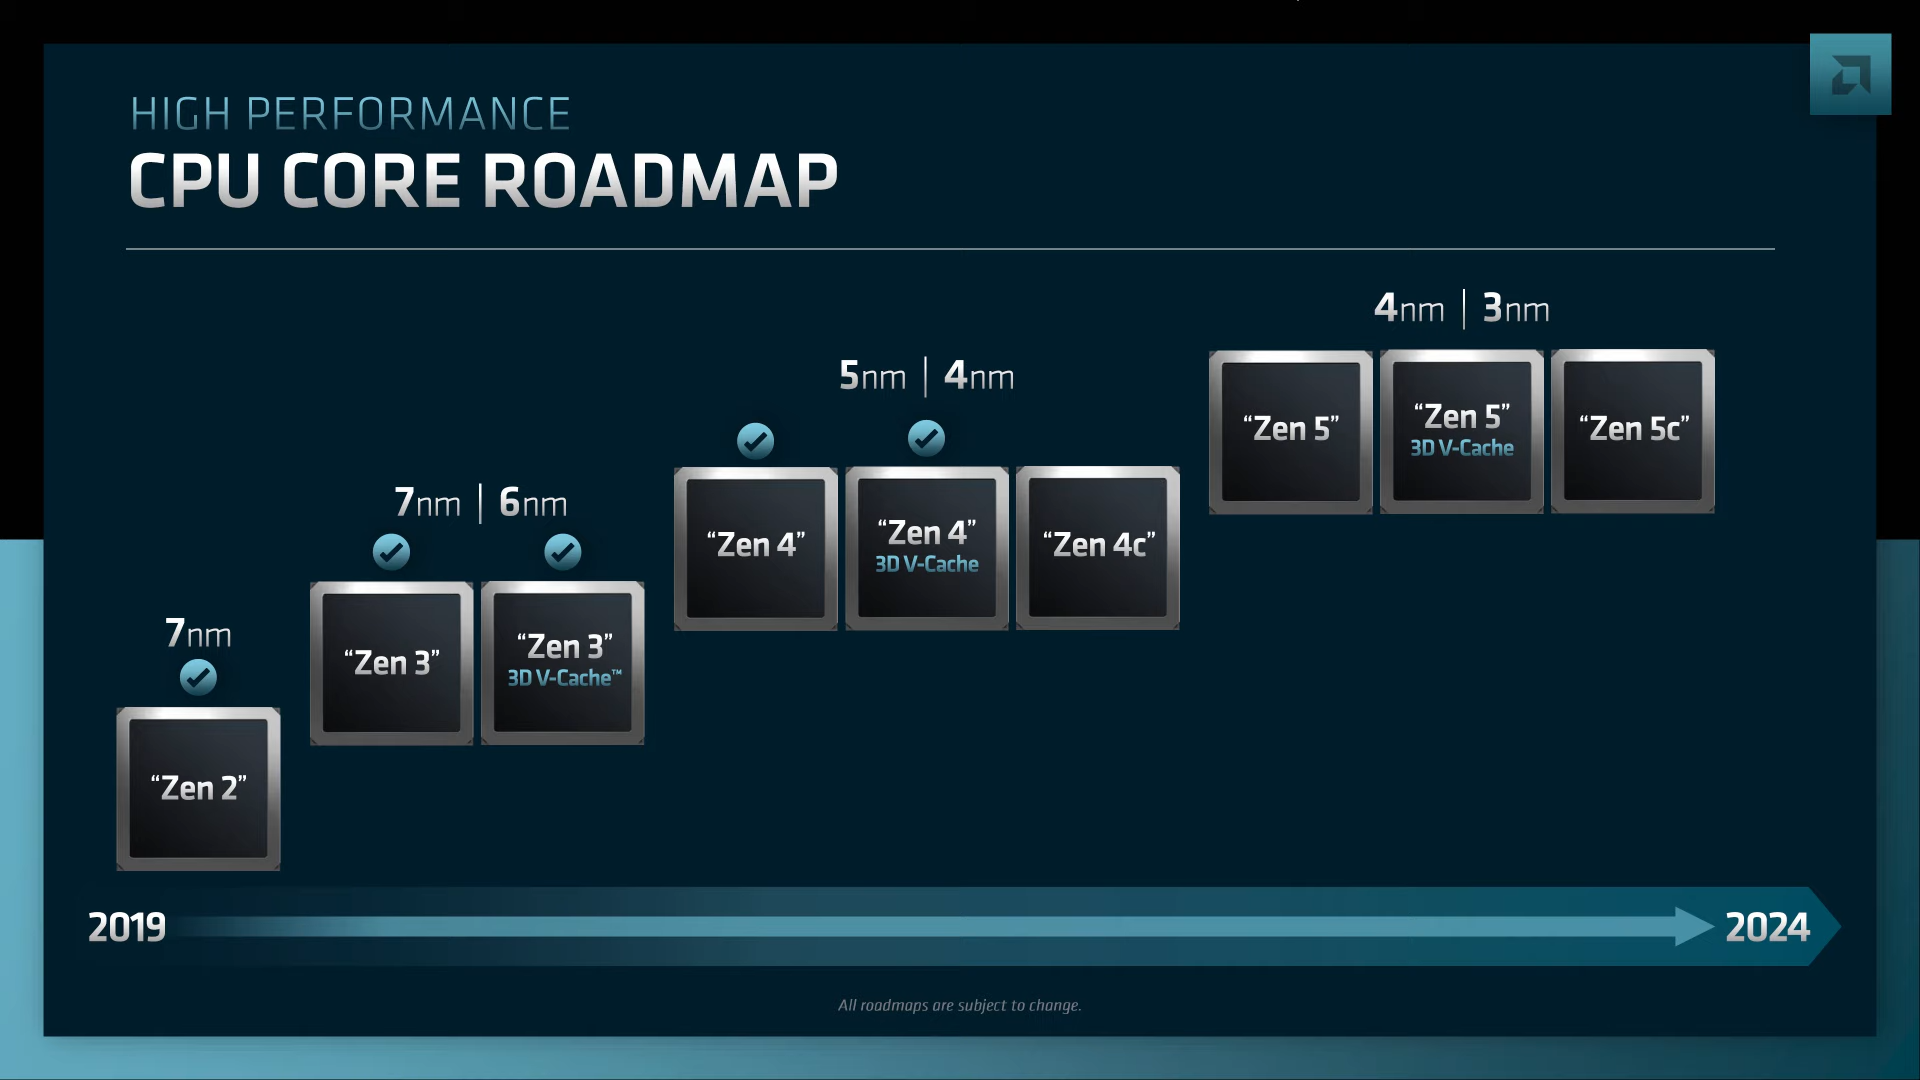 HIGH PERFORMANCE
CPU CORE ROADMAP
7nm
“Zen 2”
7nm | 6nm
“Zen 3”
“Zen 3”
3D V-Cache™
5nm | 4nm
“Zen 4”
“Zen 4”
3D V-Cache
“Zen 4c”
4nm | 3nm
“Zen 5”
“Zen 5”
3D V-Cache
“Zen 5c”
2019
2024
All roadmaps are subject to change.